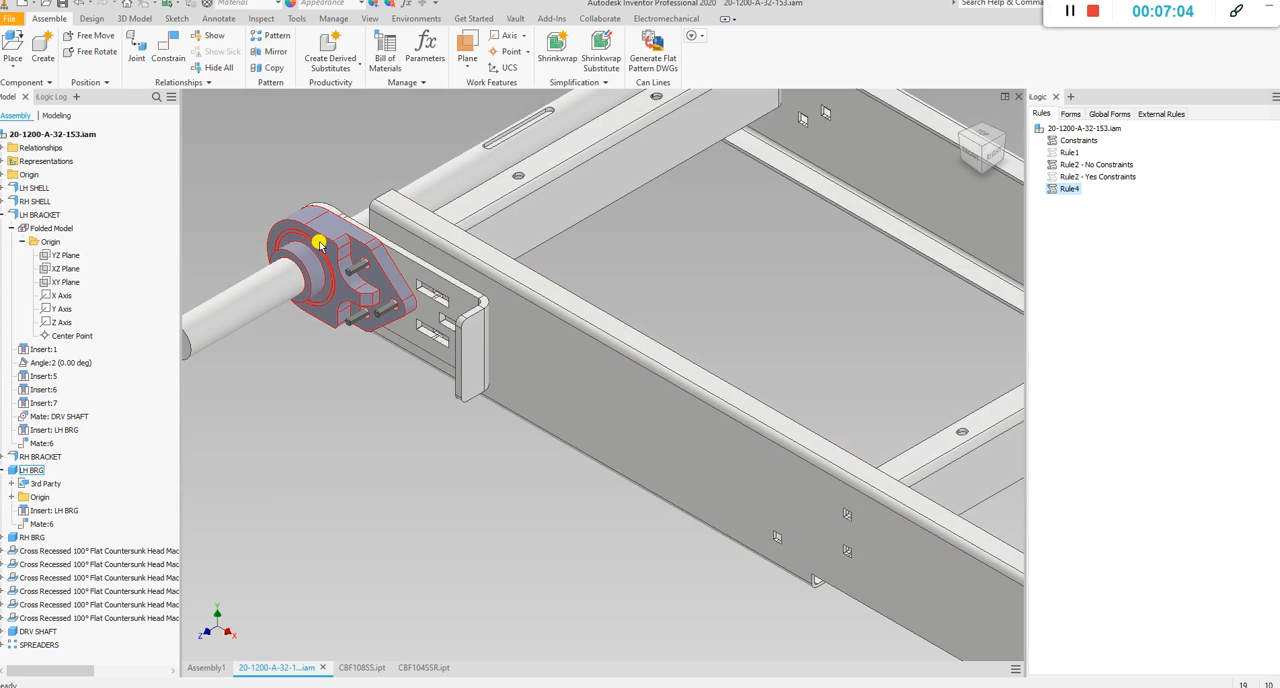 Material
Appearance
Autodesk Inventor Professional 2020 20-1200-A-32-153.iam
Search Help & Comma
00:07:04
File Assemble Design 3D Model Sketch Annotate Inspect Tools Manage View Environments Get Started Vault Add-Ins Collaborate Electromechanical
Free Move
Free Rotate
Show
Show Sick
Hide All
Pattern
Mirror
Copy
Axis
Point
UCS
Place Create Joint Constrain Create Derived Substitutes Bill of Materials Parameters Plane Shrinkwrap Shrinkwrap Substitute Generate Flat Pattern DWGs
Component Position Relationships Pattern Productivity Manage Work Features Simplification Can Lines
Model iLogic Log
Assembly Modeling
20-1200-A-32-153.iam
Relationships
Representations
Origin
LH SHELL
RH SHELL
LH BRACKET
Folded Model
Origin
YZ Plane
XZ Plane
XY Plane
X Axis
Y Axis
Z Axis
Center Point
Insert:1
Angle:2 (0.00 deg)
Insert:5
Insert:6
Insert:7
Mate: DRV SHAFT
Insert: LH BRG
Mate:6
RH BRACKET
LH BRG
3rd Party
Origin
Insert: LH BRG
Mate:6
RH BRG
Cross Recessed 100° Flat Countersunk Head Mac
Cross Recessed 100° Flat Countersunk Head Mac
Cross Recessed 100° Flat Countersunk Head Mac
Cross Recessed 100° Flat Countersunk Head Mac
Cross Recessed 100° Flat Countersunk Head Mac
Cross Recessed 100° Flat Countersunk Head Mac
DRV SHAFT
SPREADERS
Y
Z
X
Assembly1 20-1200-A-32-1...iam CBF108SS.ipt CBF104SSR.ipt
iLogic
Rules Forms Global Forms External Rules
20-1200-A-32-153.iam
Constraints
Rule1
Rule2 - No Constraints
Rule2 - Yes Constraints
Rule4
eady
19 10